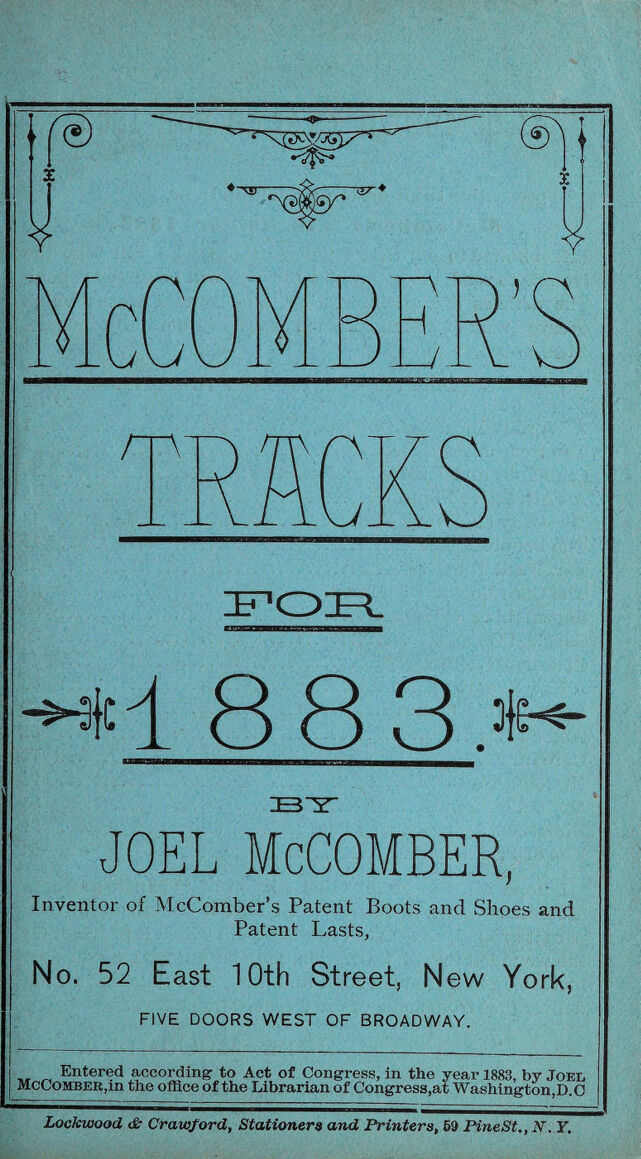 McCOMBER'S
TRACKS
FOR
1883.
BY
JOEL McCOMBER,
Inventor of McComber's Patent Boots and Shoes and
Patent Lasts,
No. 52 East 10th Street, New York,
FIVE DOORS WEST OF BROADWAY.
Entered according to Act of Congress, in the year 1883, by JOEL
MCCOMBER,in the office of the Librarian of Congress,at Washington,D.C
Lockwood & Crawford, Stationers and Printers, 59 PineSt., N. Y.